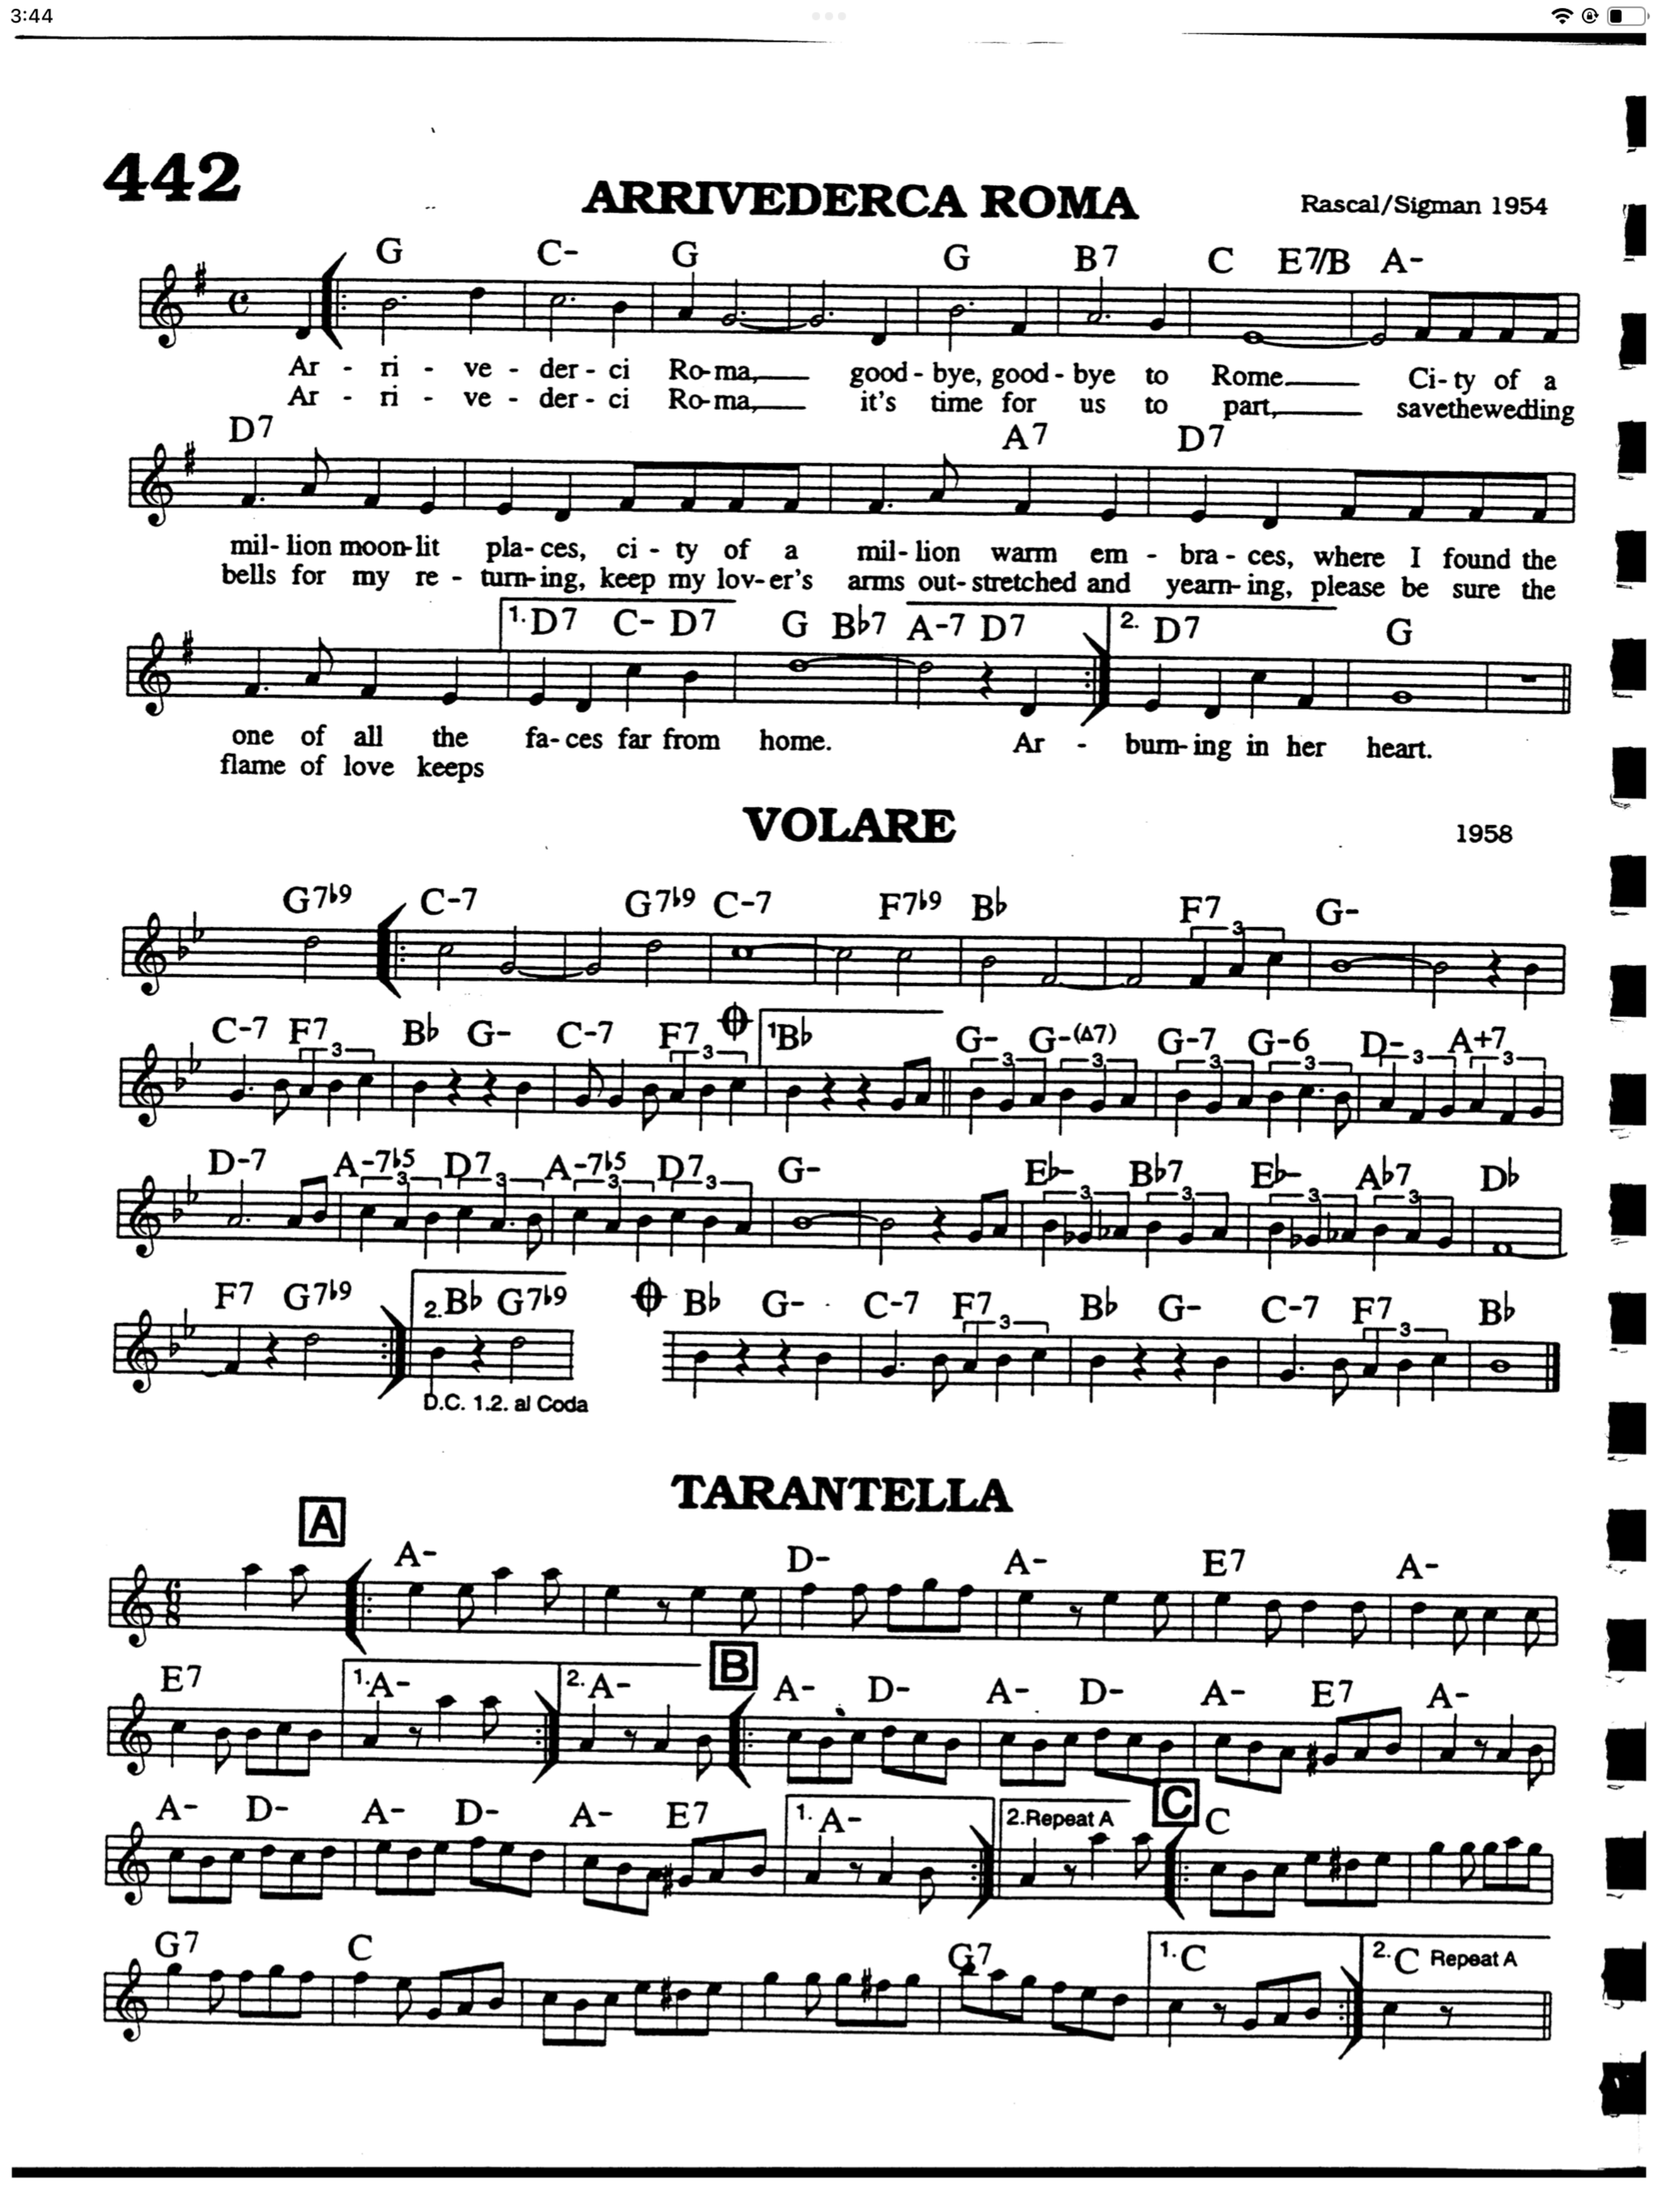 3:44
442
ARRIVEDERCA ROMA
Rascal/Sigman 1954
G C- G G B7 C E7/B A-
Ar - ri - ve - der - ci Ro-ma, good - bye, good - bye to Rome Ci - ty of a
Ar - ri - ve - der - ci Ro-ma, it's time for us to part, savethewedding
D7 A7 D7
mil - lion moon-lit pla - ces, ci - ty of a mil - lion warm em - bra - ces, where I found the
bells for my re - turn-ing, keep my lov - er's arms out-stretched and yearn-ing, please be sure the
1. D7 C- D7 G B♭7 A-7 D7 2. D7 G
one of all the fa-ces far from home. Ar - burn-ing in her heart.
flame of love keeps
VOLARE
1958
G7♭9 C-7 G7♭9 C-7 F7♭9 B♭ F7 G-
3
C-7 F7 B♭ G- C-7 F7 1 B♭ G- G-(Δ7) G-7 G-6 D- A+7
3 3 3 3 3 3 3 3
D-7 A-7♭5 D7 A-7♭5 D7 G- E♭- B♭7 E♭- A♭7 D♭
3 3 3 3 3 3 3 3
F7 G7♭9 2. B♭ G7♭9 B♭ G- C-7 F7 B♭ G- C-7 F7 B♭
3 3
D.C. 1.2. al Coda
TARANTELLA
A
A- D- A- E7 A-
6
8
E7 1. A- 2. A- B A- D- A- D- A- E7 A-
A- D- A- D- A- E7 1. A- 2. Repeat A C C
G7 C G7 1. C 2. C Repeat A